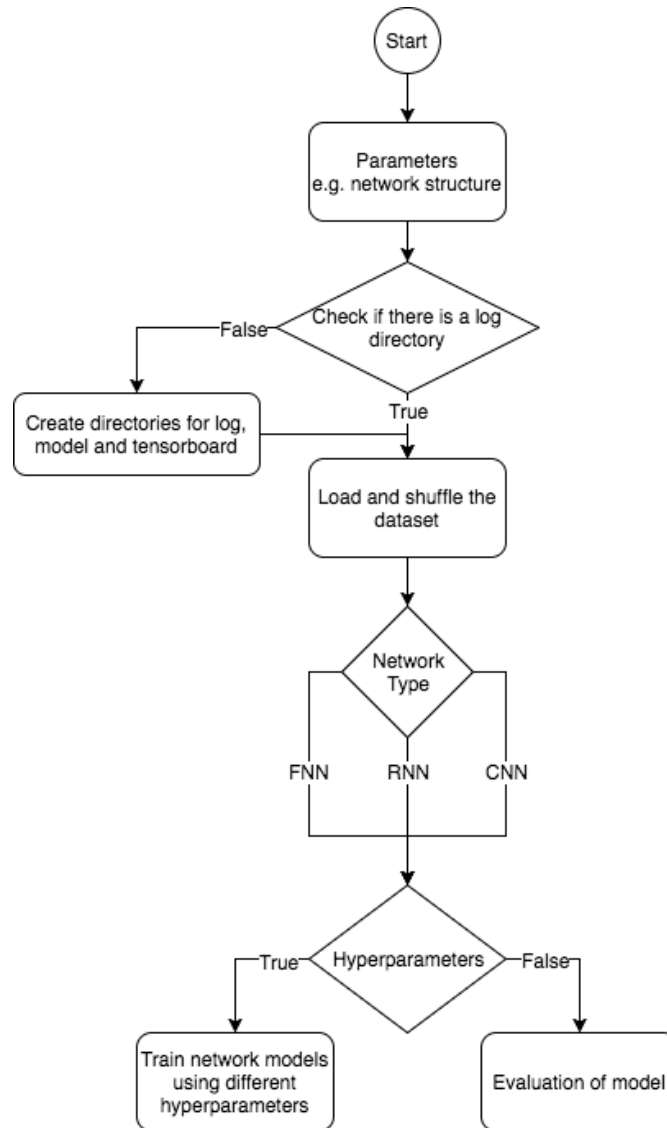 Start
Parameters
e.g. network structure
Check if there is a log
directory
False
True
Create directories for log,
model and tensorboard
Load and shuffle the
dataset
Network
Type
FNN
RNN
CNN
Hyperparameters
True
False
Train network models
using different
hyperparameters
Evaluation of model